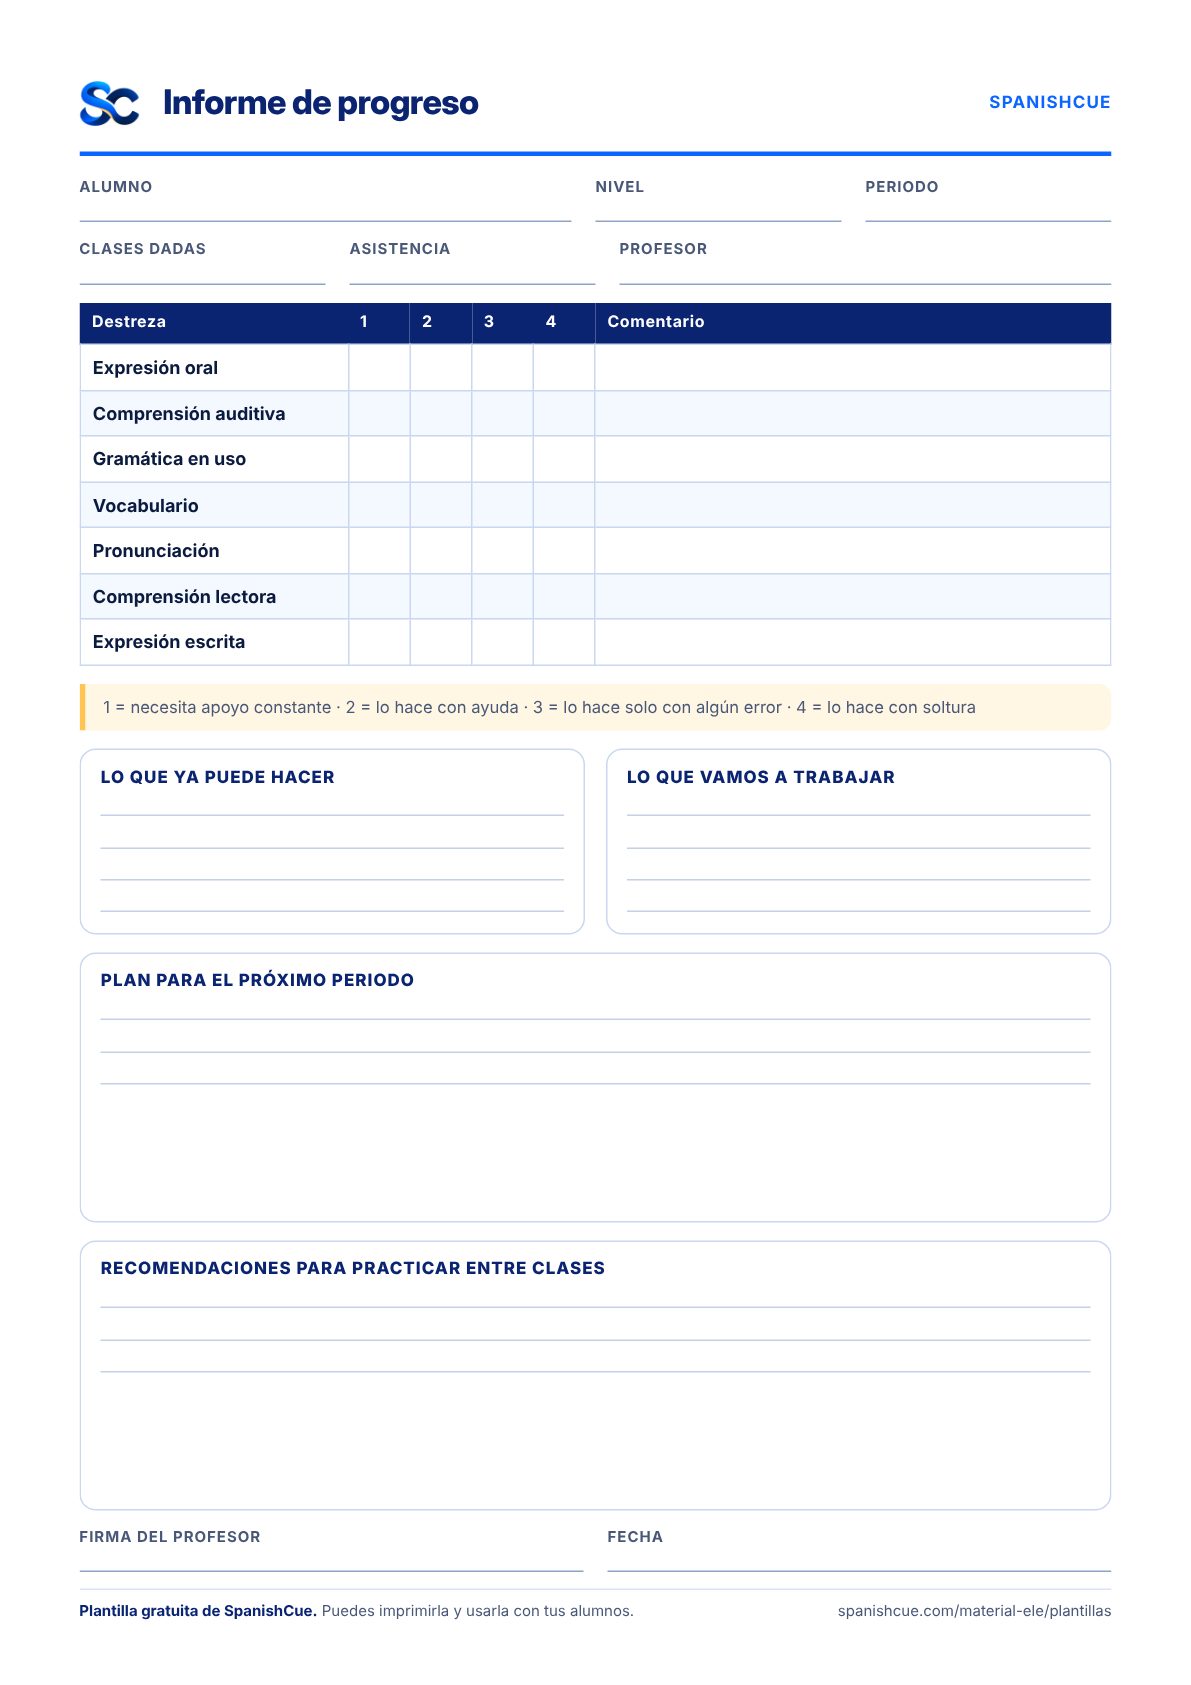 SC Informe de progreso SPANISHCUE
ALUMNO NIVEL PERIODO
CLASES DADAS ASISTENCIA PROFESOR
Destreza 1 2 3 4 Comentario
Expresión oral
Comprensión auditiva
Gramática en uso
Vocabulario
Pronunciación
Comprensión lectora
Expresión escrita
1 = necesita apoyo constante · 2 = lo hace con ayuda · 3 = lo hace solo con algún error · 4 = lo hace con soltura
LO QUE YA PUEDE HACER LO QUE VAMOS A TRABAJAR
PLAN PARA EL PRÓXIMO PERIODO
RECOMENDACIONES PARA PRACTICAR ENTRE CLASES
FIRMA DEL PROFESOR FECHA
Plantilla gratuita de SpanishCue. Puedes imprimirla y usarla con tus alumnos. spanishcue.com/material-ele/plantillas